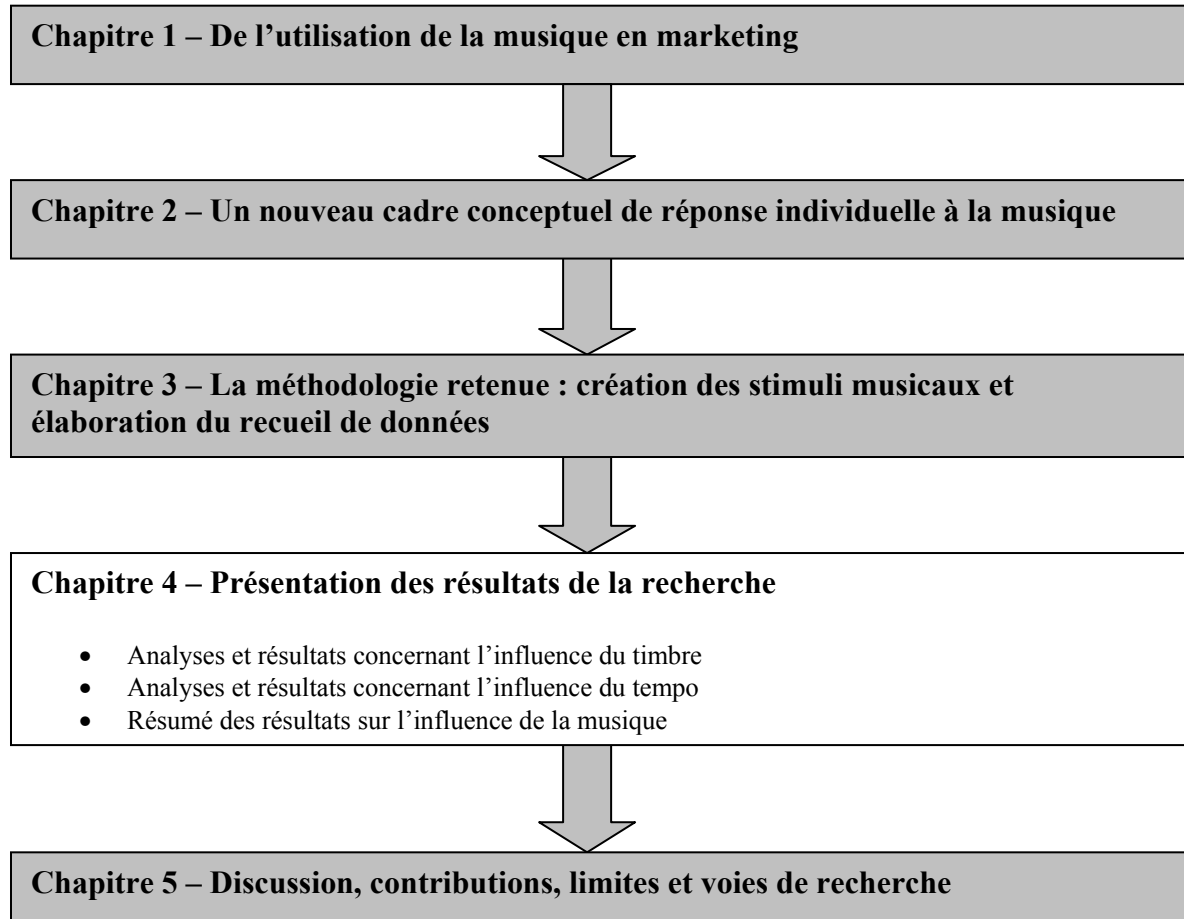 Chapitre 1 – De l’utilisation de la musique en marketing
Chapitre 2 – Un nouveau cadre conceptuel de réponse individuelle à la musique
Chapitre 3 – La méthodologie retenue : création des stimuli musicaux et
élaboration du recueil de données
Chapitre 4 – Présentation des résultats de la recherche
• Analyses et résultats concernant l’influence du timbre
• Analyses et résultats concernant l’influence du tempo
• Résumé des résultats sur l’influence de la musique
Chapitre 5 – Discussion, contributions, limites et voies de recherche